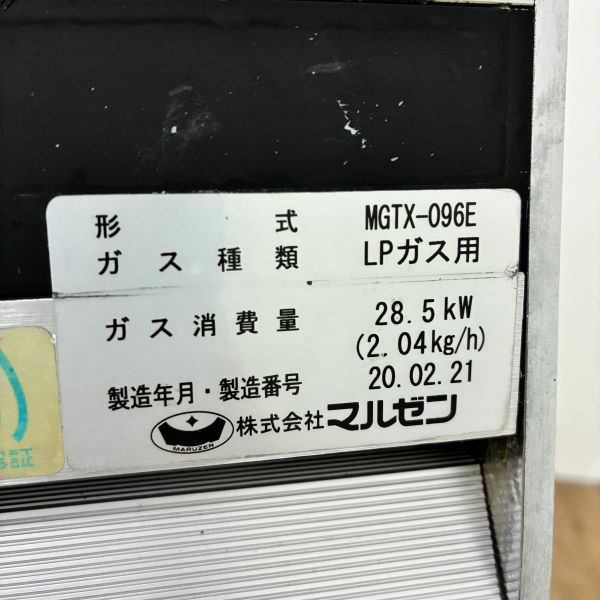 形式 MGTX-096E
ガス種類 LPガス用
ガス消費量 28.5kW
(2.04kg/h)
製造年月・製造番号 20.02.21
MARUZEN 株式会社マルゼン
証